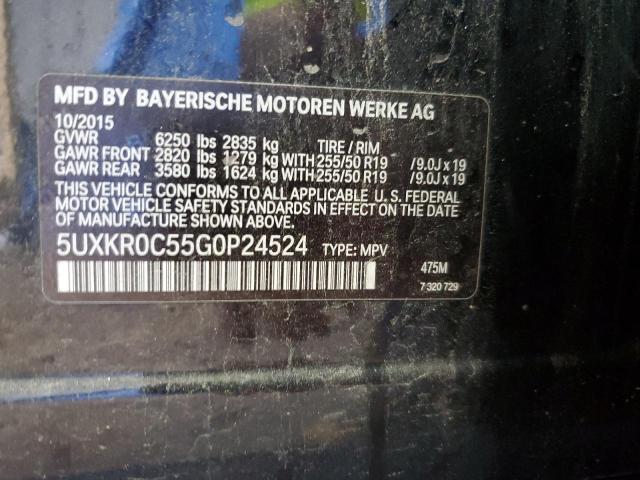 MFD BY BAYERISCHE MOTOREN WERKE AG
10/2015
GVWR 6250 lbs 2835 kg TIRE / RIM
GAWR FRONT 2820 lbs 1279 kg WITH 255/50 R19 /9.0J x 19
GAWR REAR 3580 lbs 1624 kg WITH 255/50 R19 /9.0J x 19
THIS VEHICLE CONFORMS TO ALL APPLICABLE U. S. FEDERAL
MOTOR VEHICLE SAFETY STANDARDS IN EFFECT ON THE DATE OF
MANUFACTURE SHOWN ABOVE.
5UXKR0C55G0P24524 TYPE: MPV
475M
7 320 729